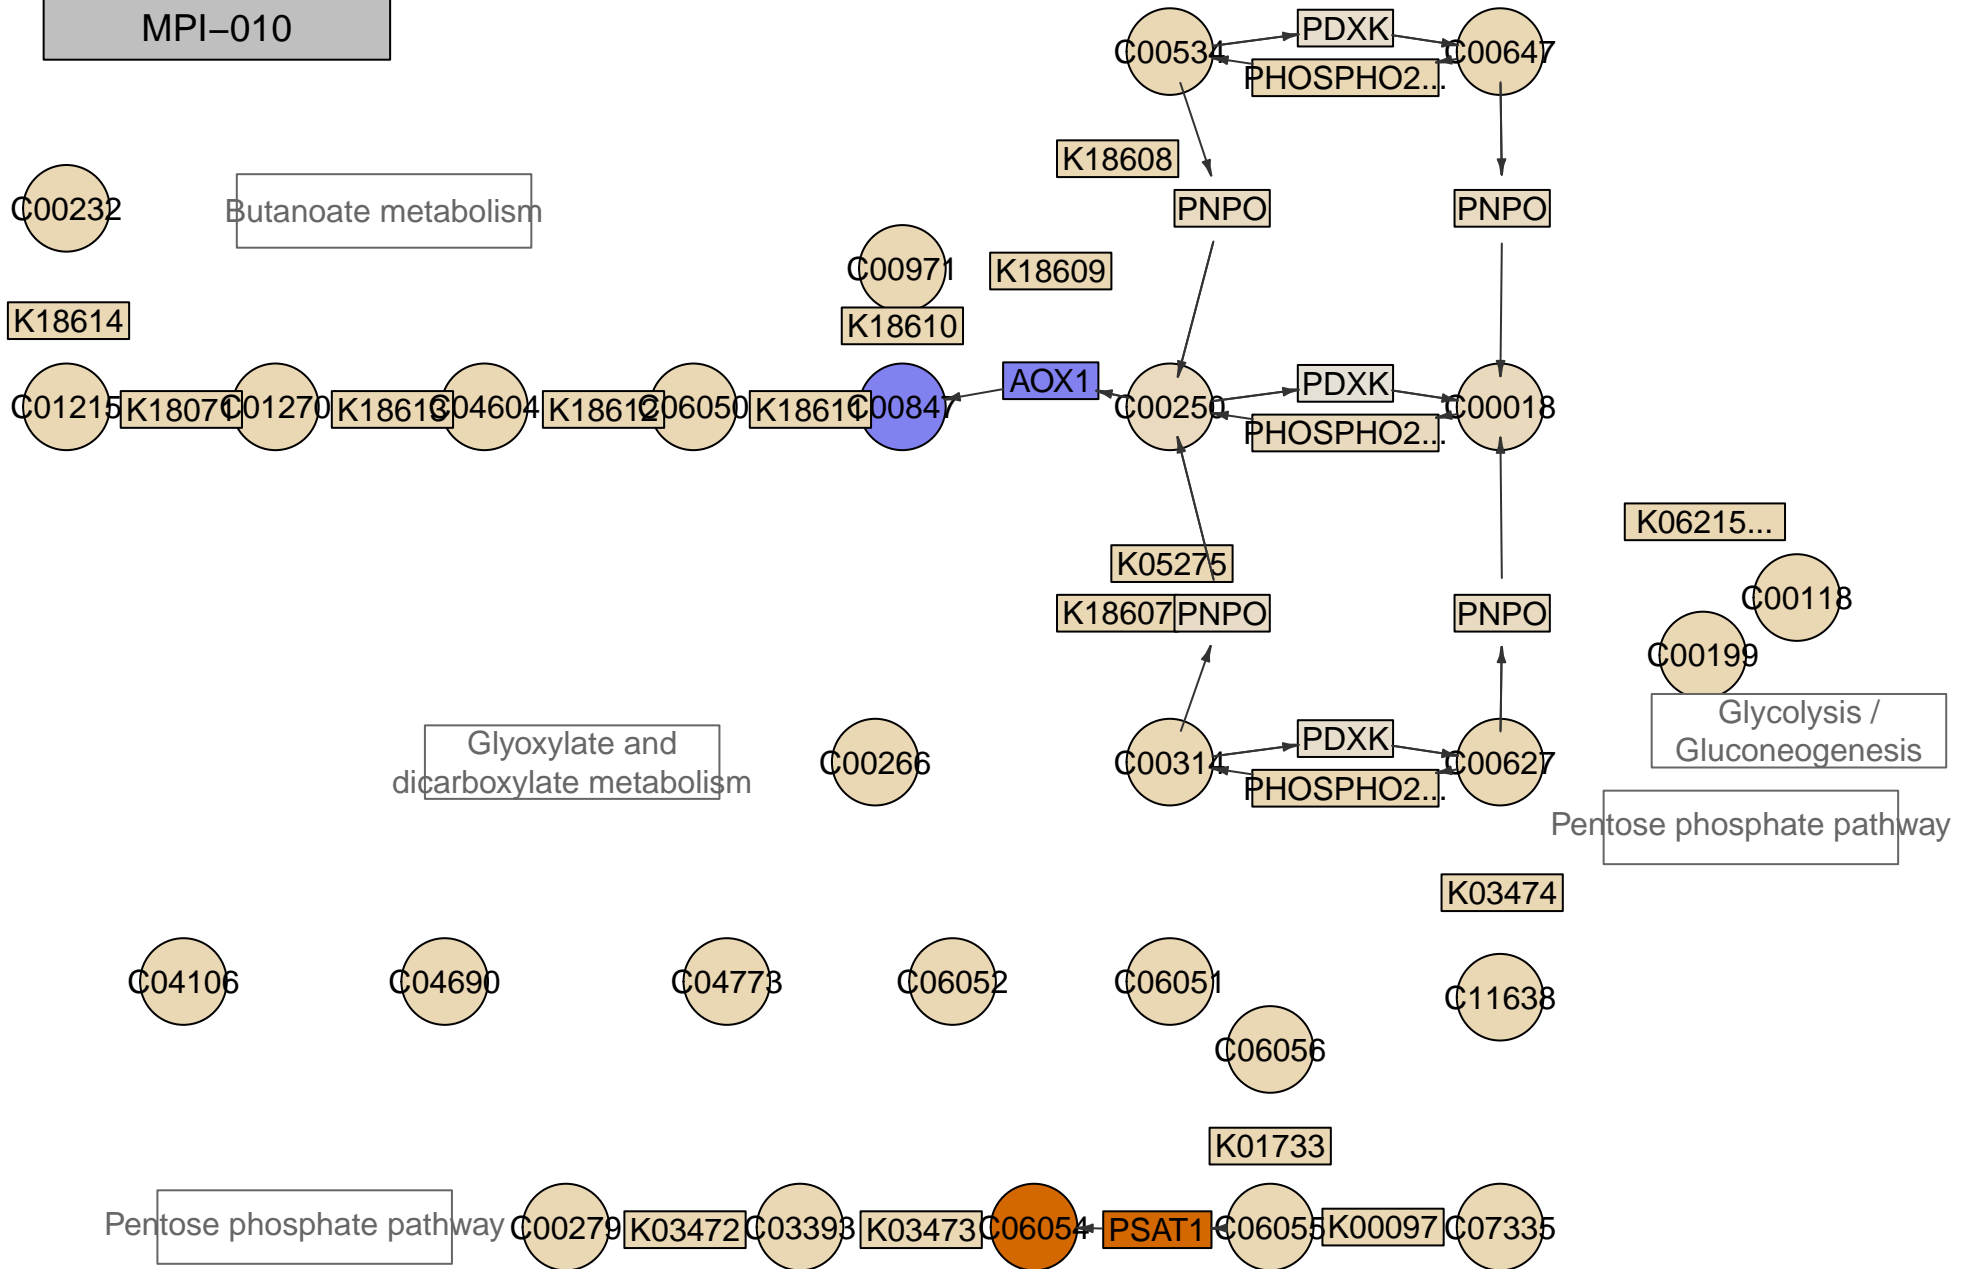 MPI–010
C00534
PDXK
C00647
PHOSPHO2...
K18608
C00232
Butanoate metabolism
PNPO
PNPO
C00971
K18609
K18614
K18610
AOX1
PDXK
C01215
K18071
C01270
K18613
C04604
K18612
C06050
K18611
C00847
C00250
C00018
PHOSPHO2...
K06215...
K05275
C00118
K18607
PNPO
PNPO
C00199
Glycolysis /
Gluconeogenesis
Glyoxylate and
dicarboxylate metabolism
C00266
C00314
PDXK
C00627
PHOSPHO2...
Pentose phosphate pathway
K03474
C04106
C04690
C04773
C06052
C06051
C11638
C06056
K01733
Pentose phosphate pathway
C00279
K03472
C03393
K03473
C06054
PSAT1
C06055
K00097
C07335